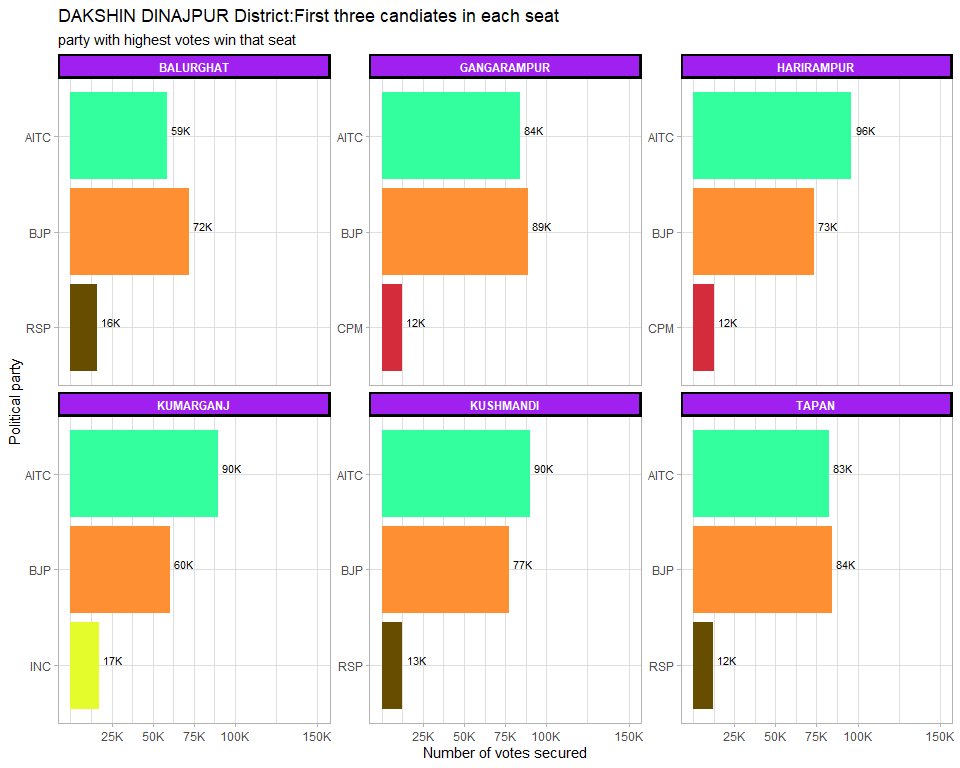 DAKSHIN DINAJPUR District:First three candiates in each seat
party with highest votes win that seat
Political party
BALURGHAT
AITC 59K
BJP 72K
RSP 16K
GANGARAMPUR
AITC 84K
BJP 89K
CPM 12K
HARIRAMPUR
AITC 96K
BJP 73K
CPM 12K
KUMARGANJ
AITC 90K
BJP 60K
INC 17K
25K 50K 75K 100K 150K
KUSHMANDI
AITC 90K
BJP 77K
RSP 13K
25K 50K 75K 100K 150K
TAPAN
AITC 83K
BJP 84K
RSP 12K
25K 50K 75K 100K 150K
Number of votes secured